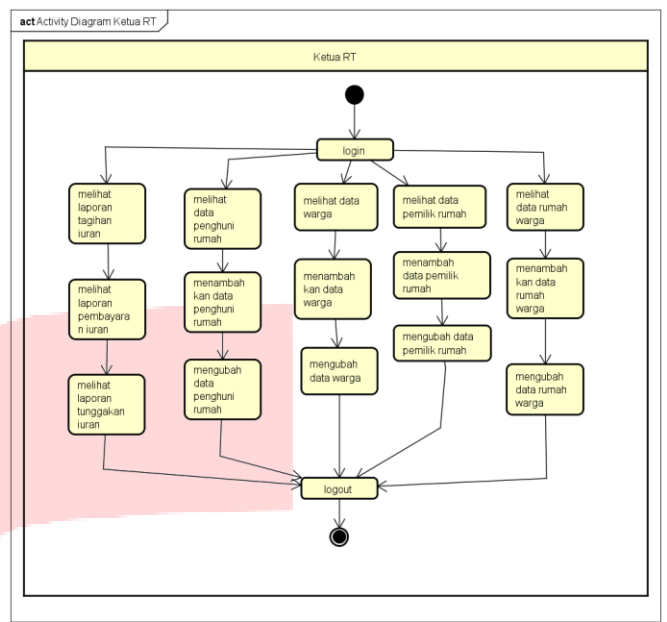 act Activity Diagram Ketua RT
Ketua RT
login
melihat
laporan
tagihan
iuran
melihat
laporan
pembayara
n iuran
melihat
laporan
tunggakan
iuran
melihat
data
penghuni
rumah
menambah
kan data
penghuni
rumah
mengubah
data
penghuni
rumah
melihat data
warga
menambah
kan data
warga
mengubah
data warga
melihat data
pemilik rumah
menambah
data pemilik
rumah
mengubah data
pemilik rumah
melihat
data rumah
warga
menambah
kan data
rumah
warga
mengubah
data rumah
warga
logout